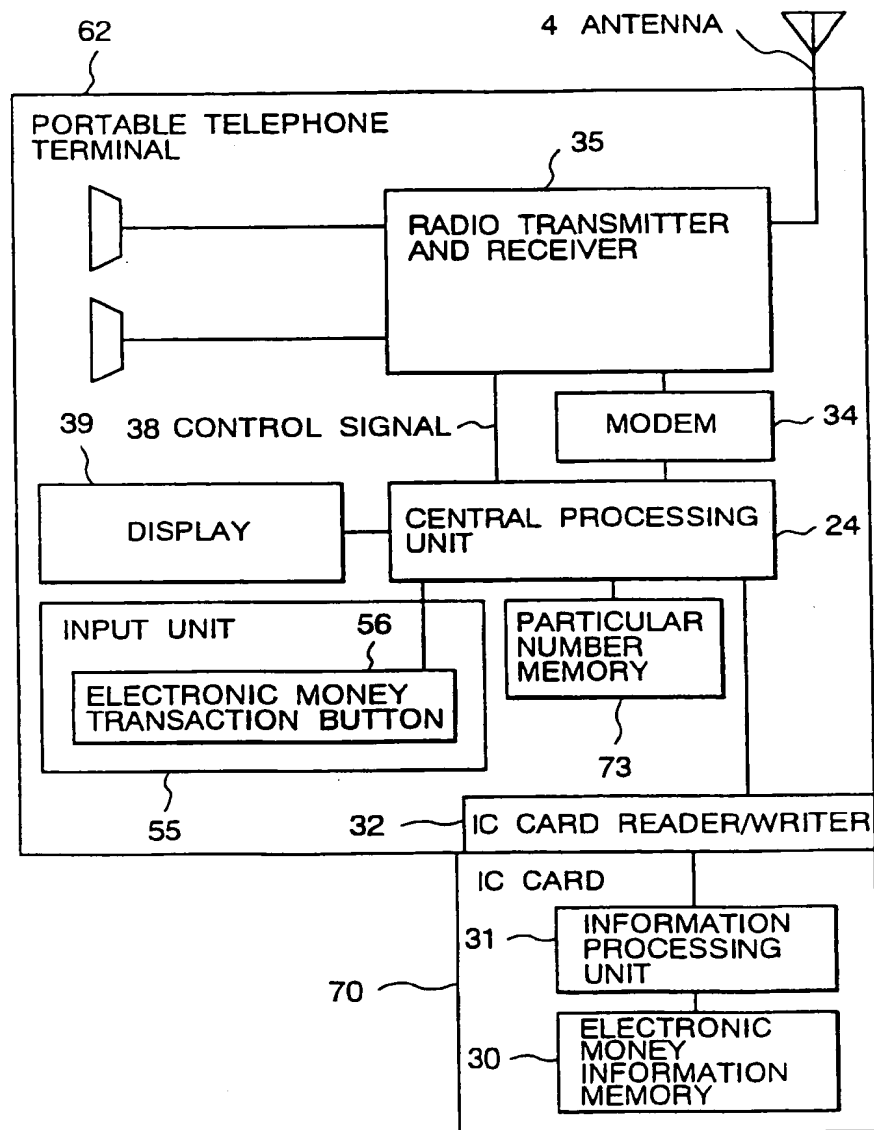 62
4 ANTENNA
PORTABLE TELEPHONE
TERMINAL
35
RADIO TRANSMITTER
AND RECEIVER
39
38 CONTROL SIGNAL
MODEM
34
DISPLAY
CENTRAL PROCESSING
UNIT
24
INPUT UNIT
56
ELECTRONIC MONEY
TRANSACTION BUTTON
PARTICULAR
NUMBER
MEMORY
73
55
32
IC CARD READER/WRITER
IC CARD
31
INFORMATION
PROCESSING
UNIT
70
30
ELECTRONIC
MONEY
INFORMATION
MEMORY